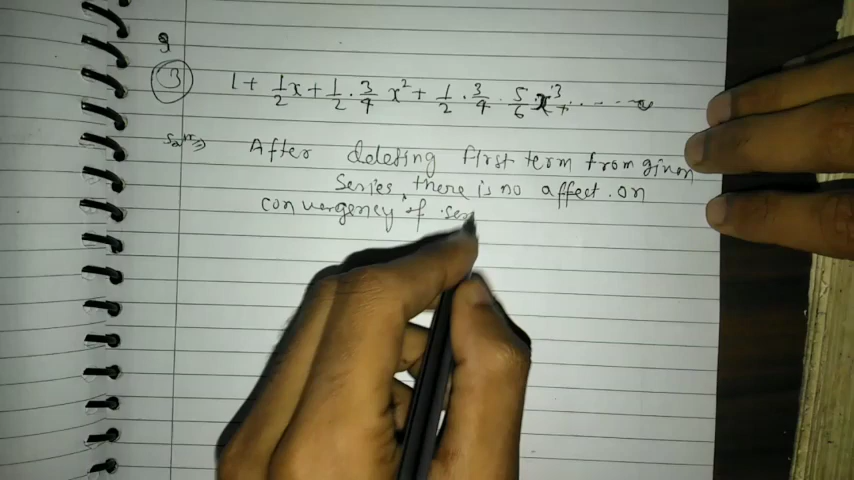 9
3
1 + 1/2 x + 1/2 · 3/4 x² + 1/2 · 3/4 · 5/6 x³ + ..... ∞
Solⁿ ⇒ After deleting first term from given
series, there is no affect on
convergency of ser